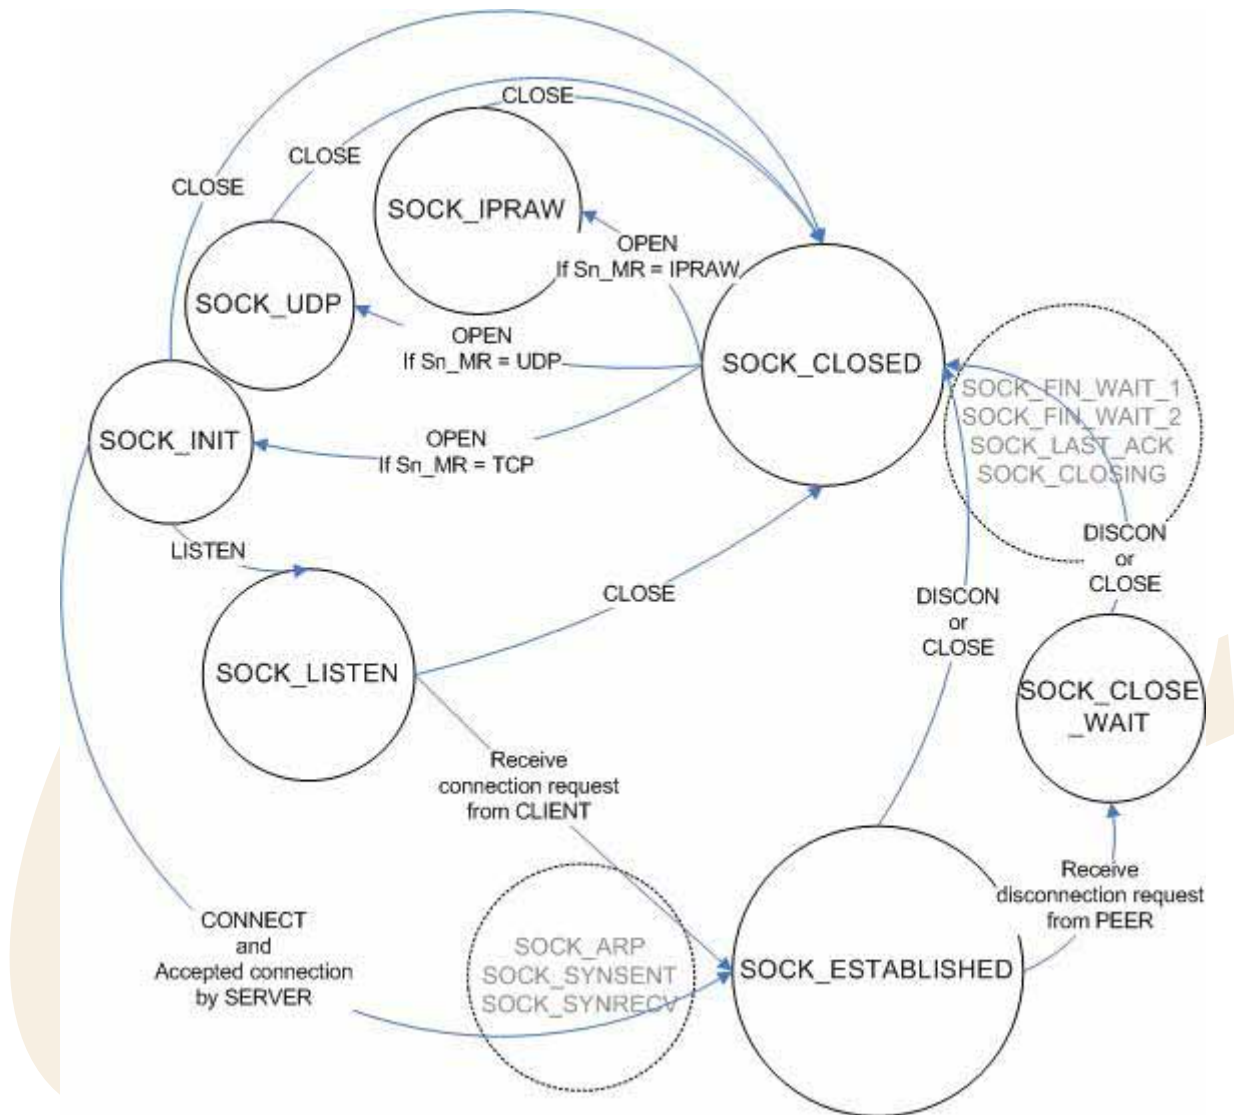 CLOSE
CLOSE
CLOSE
SOCK_IPRAW
OPEN
If Sn_MR = IPRAW
SOCK_UDP
OPEN
If Sn_MR = UDP
SOCK_CLOSED
SOCK_FIN_WAIT_1
SOCK_FIN_WAIT_2
SOCK_LAST_ACK
SOCK_CLOSING
SOCK_INIT
OPEN
If Sn_MR = TCP
LISTEN
DISCON
or
CLOSE
CLOSE
DISCON
or
CLOSE
SOCK_LISTEN
SOCK_CLOSE
_WAIT
Receive
connection request
from CLIENT
Receive
disconnection request
from PEER
CONNECT
and
Accepted connection
by SERVER
SOCK_ARP
SOCK_SYNSENT
SOCK_SYNRECV
SOCK_ESTABLISHED